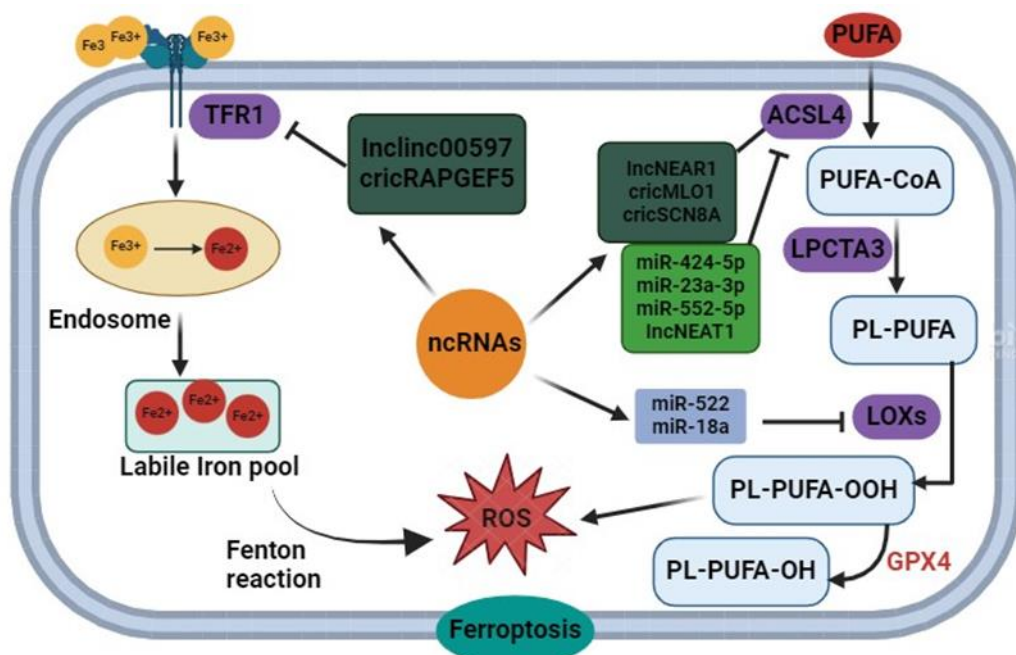 Fe3
Fe3+
Fe3+
TFR1
lnclinc00597
cricRAPGEF5
PUFA
ACSL4
lncNEAR1
cricMLO1
cricSCN8A
miR-424-5p
miR-23a-3p
miR-552-5p
lncNEAT1
PUFA-CoA
LPCTA3
PL-PUFA
Fe3+
Fe2+
Endosome
ncRNAs
miR-522
miR-18a
LOXs
Fe2+
Fe2+
Fe2+
Labile Iron pool
ROS
PL-PUFA-OOH
Fenton
reaction
PL-PUFA-OH
GPX4
Ferroptosis